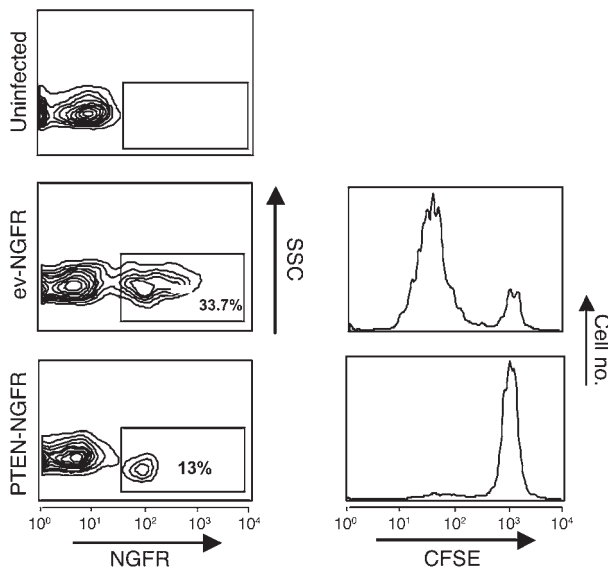 Uninfected
ev-NGFR
33.7%
SSC
Cell no.
PTEN-NGFR
13%
10⁰ 10¹ 10² 10³ 10⁴
NGFR
10⁰ 10¹ 10² 10³ 10⁴
CFSE